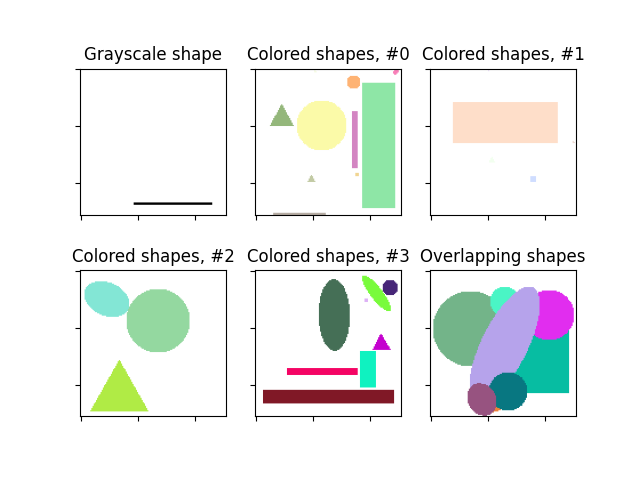 Grayscale shape
Colored shapes, #0
Colored shapes, #1
Colored shapes, #2
Colored shapes, #3
Overlapping shapes